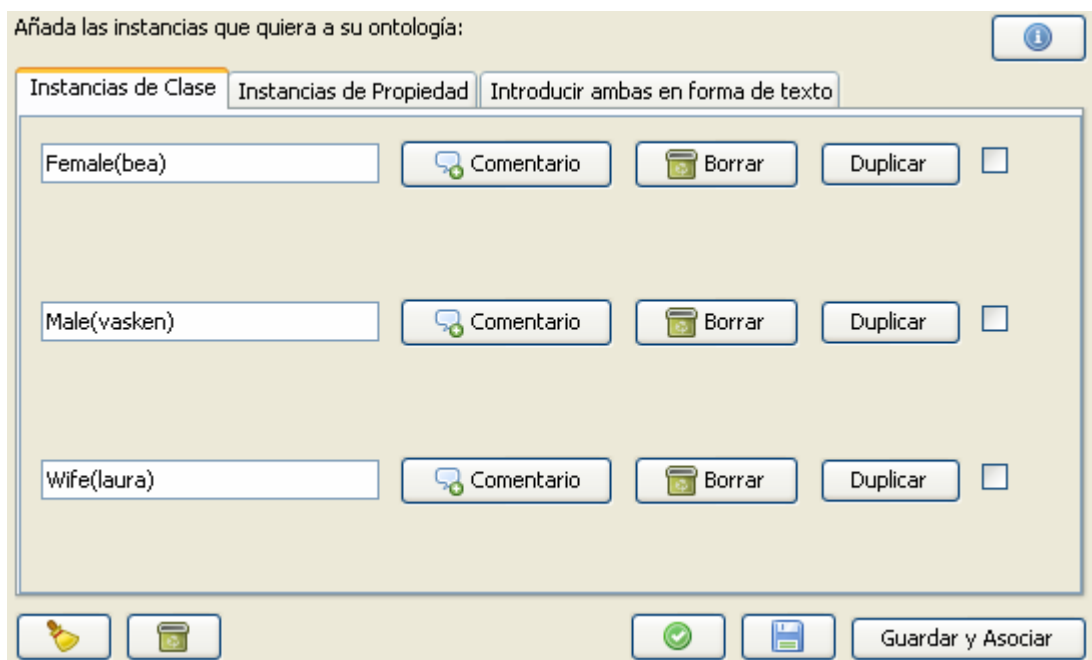 Añada las instancias que quiera a su ontología:
Instancias de Clase Instancias de Propiedad Introducir ambas en forma de texto
Female(bea) Comentario Borrar Duplicar
Male(vasken) Comentario Borrar Duplicar
Wife(laura) Comentario Borrar Duplicar
Guardar y Asociar